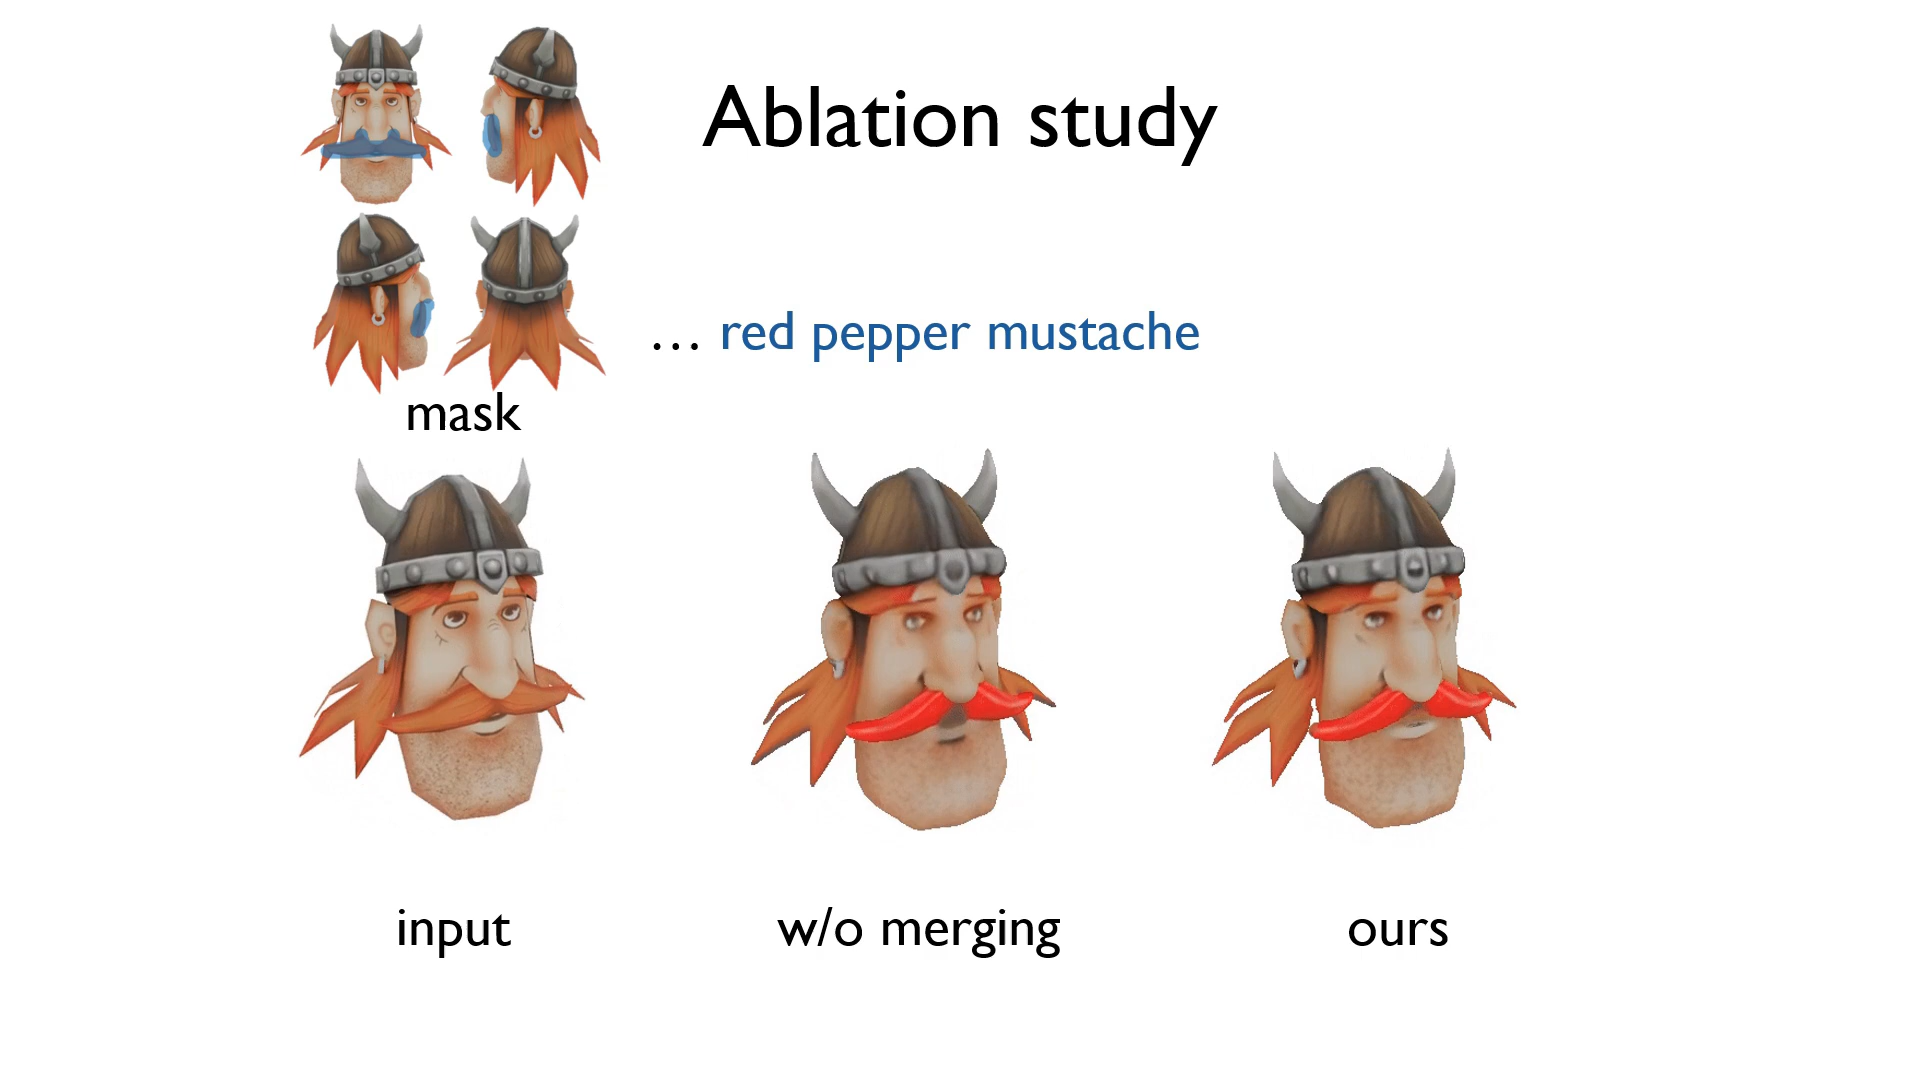 Ablation study
… red pepper mustache
mask
input
w/o merging
ours